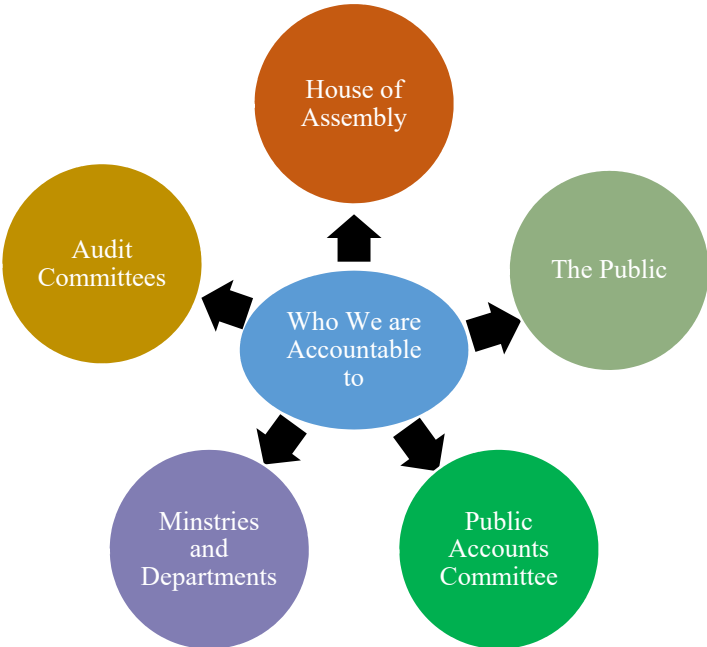 House of
Assembly
Audit
Committees
The Public
Who We are
Accountable
to
Minstries
and
Departments
Public
Accounts
Committee